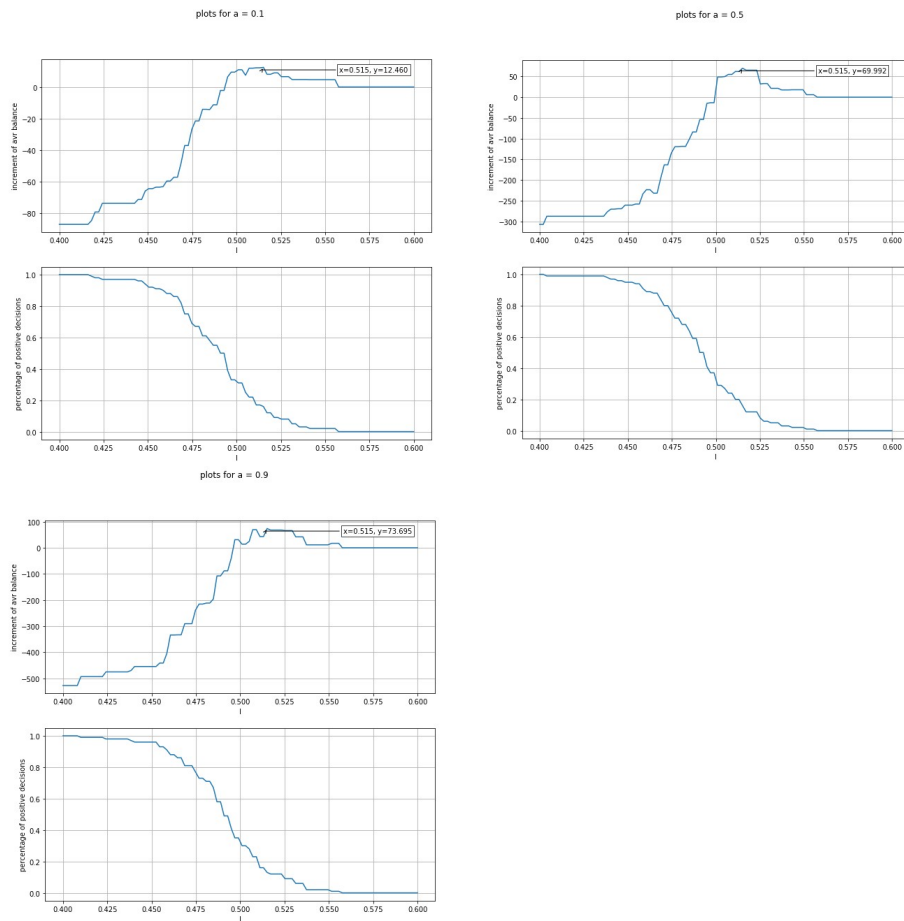 plots for a = 0.1
increment of avr balance
0
−20
−40
−60
−80
x=0.515, y=12.460
0.400 0.425 0.450 0.475 0.500 0.525 0.550 0.575 0.600
l
percentage of positive decisions
1.0
0.8
0.6
0.4
0.2
0.0
0.400 0.425 0.450 0.475 0.500 0.525 0.550 0.575 0.600
l
plots for a = 0.5
increment of avr balance
50
0
−50
−100
−150
−200
−250
−300
x=0.515, y=69.992
0.400 0.425 0.450 0.475 0.500 0.525 0.550 0.575 0.600
l
percentage of positive decisions
1.0
0.8
0.6
0.4
0.2
0.0
0.400 0.425 0.450 0.475 0.500 0.525 0.550 0.575 0.600
l
plots for a = 0.9
increment of avr balance
100
0
−100
−200
−300
−400
−500
x=0.515, y=73.695
0.400 0.425 0.450 0.475 0.500 0.525 0.550 0.575 0.600
l
percentage of positive decisions
1.0
0.8
0.6
0.4
0.2
0.0
0.400 0.425 0.450 0.475 0.500 0.525 0.550 0.575 0.600
l